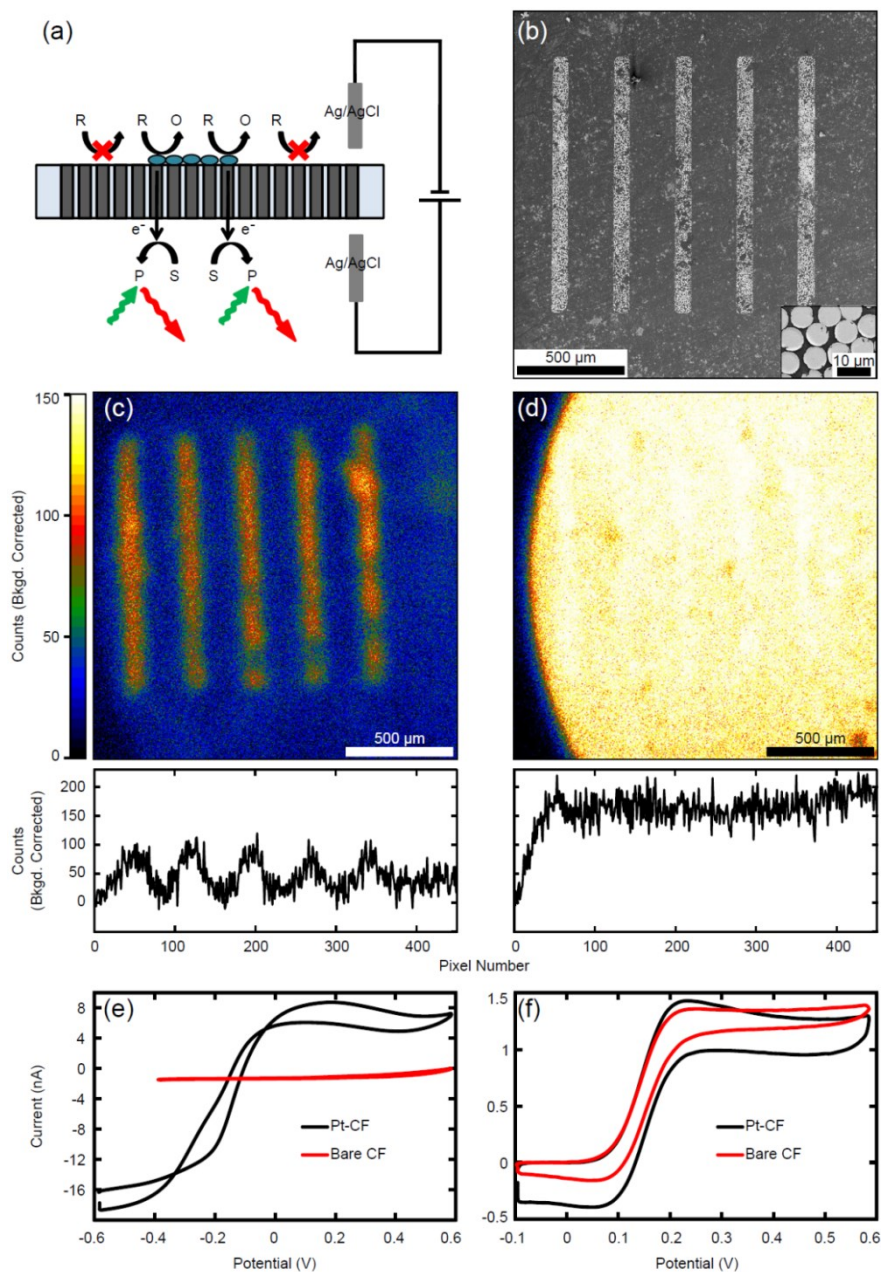 (a)
R R O R O R
Ag/AgCl
e- e-
Ag/AgCl
P S S P
(b)
500 µm
10 µm
150
100
50
0
Counts (Bkgd. Corrected)
(c)
500 µm
(d)
500 µm
200
150
100
50
0
Counts
(Bkgd. Corrected)
0 100 200 300 400
0 100 200 300 400
Pixel Number
(e)
8
4
0
-4
-8
-12
-16
Current (nA)
Pt-CF
Bare CF
-0.6 -0.4 -0.2 0 0.2 0.4 0.6
Potential (V)
(f)
1.5
1
0.5
0
-0.5
Pt-CF
Bare CF
-0.1 0 0.1 0.2 0.3 0.4 0.5 0.6
Potential (V)